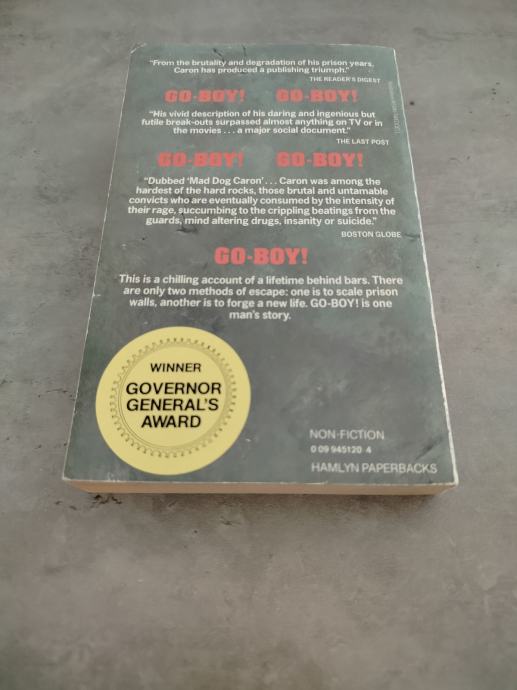 "From the brutality and degradation of his prison years,
Caron has produced a publishing triumph."
THE READER'S DIGEST
GO-BOY! GO-BOY!
"His vivid description of his daring and ingenious but
futile break-outs surpassed almost anything on TV or in
the movies . . . a major social document."
THE LAST POST
GO-BOY! GO-BOY!
"Dubbed 'Mad Dog Caron' . . . Caron was among the
hardest of the hard rocks, those brutal and untamable
convicts who are eventually consumed by the intensity of
their rage, succumbing to the crippling beatings from the
guards, mind altering drugs, insanity or suicide."
BOSTON GLOBE
GO-BOY!
This is a chilling account of a lifetime behind bars. There
are only two methods of escape: one is to scale prison
walls, another is to forge a new life. GO-BOY! is one
man's story.
WINNER
GOVERNOR
GENERAL'S
AWARD
NON-FICTION
0 09 945120 4
HAMLYN PAPERBACKS